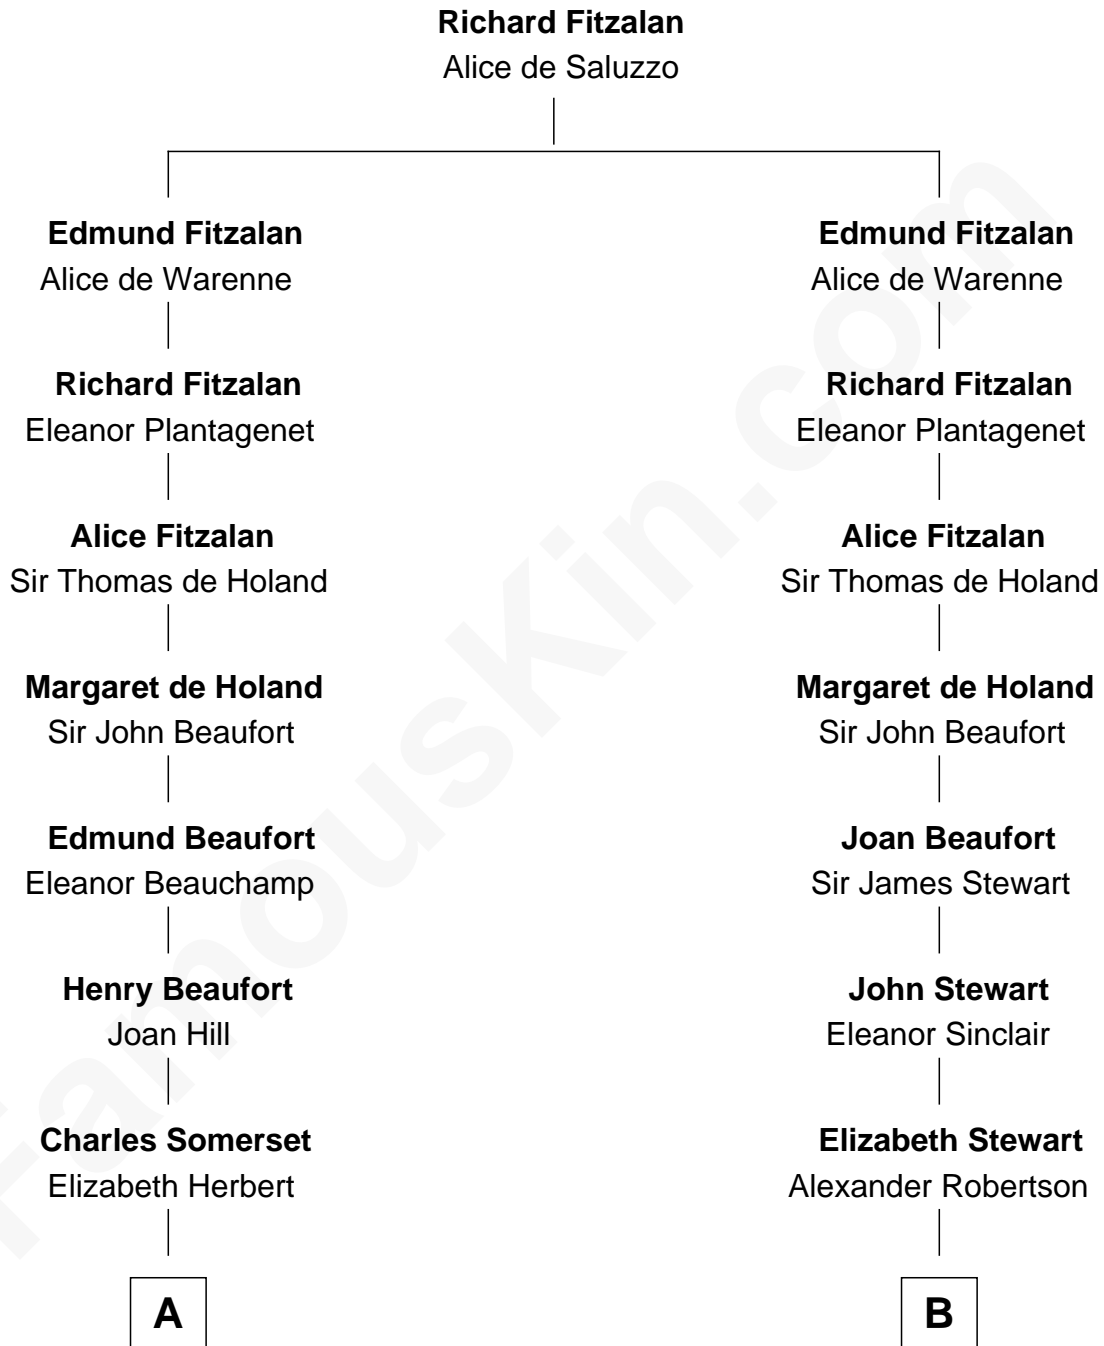 Richard Fitzalan
Alice de Saluzzo
Edmund Fitzalan
Alice de Warenne
Richard Fitzalan
Eleanor Plantagenet
Alice Fitzalan
Sir Thomas de Holand
Margaret de Holand
Sir John Beaufort
Edmund Beaufort
Eleanor Beauchamp
Henry Beaufort
Joan Hill
Charles Somerset
Elizabeth Herbert
A
Edmund Fitzalan
Alice de Warenne
Richard Fitzalan
Eleanor Plantagenet
Alice Fitzalan
Sir Thomas de Holand
Margaret de Holand
Sir John Beaufort
Joan Beaufort
Sir James Stewart
John Stewart
Eleanor Sinclair
Elizabeth Stewart
Alexander Robertson
B
FamousKin.com